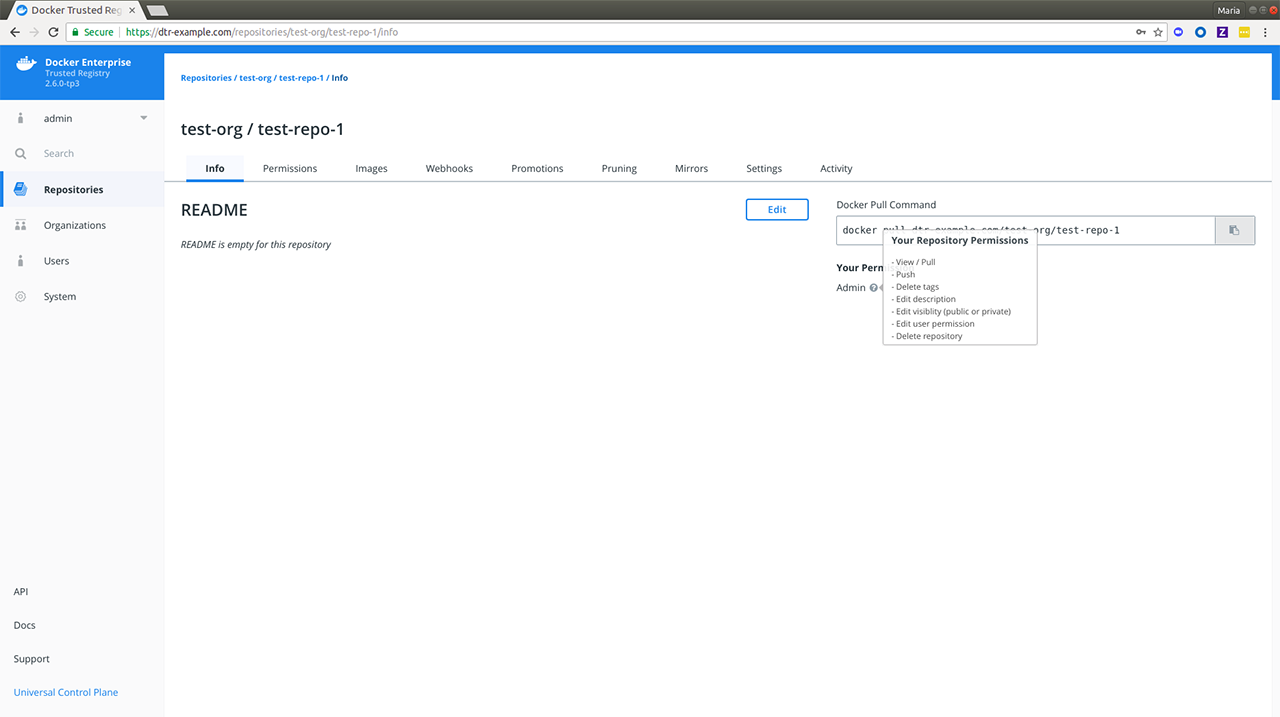 Docker Trusted Reg
Maria
Secure https://dtr-example.com/repositories/test-org/test-repo-1/info
Z
Docker Enterprise
Trusted Registry
2.6.0-tp3
admin
Search
Repositories
Organizations
Users
System
API
Docs
Support
Universal Control Plane
Repositories / test-org / test-repo-1 / Info
test-org / test-repo-1
Info Permissions Images Webhooks Promotions Pruning Mirrors Settings Activity
README
Edit
README is empty for this repository
Docker Pull Command
docker pull dtr-example.com/test-org/test-repo-1
Your Perm
Admin ?
Your Repository Permissions
- View / Pull
- Push
- Delete tags
- Edit description
- Edit visiblity (public or private)
- Edit user permission
- Delete repository